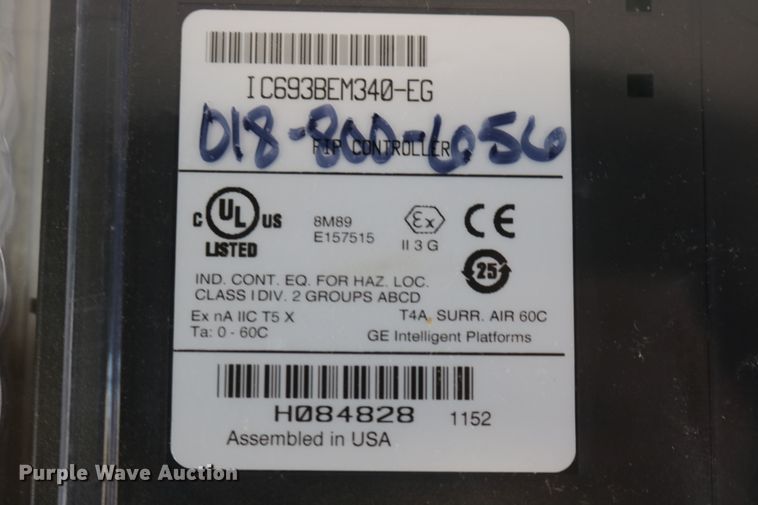 IC693BEM340-EG
018-800-6056
FIP CONTROLLER
C UL US
LISTED
8M89
E157515
Ex
II 3 G
CE
25
IND. CONT. EQ. FOR HAZ. LOC.
CLASS I DIV. 2 GROUPS ABCD
Ex nA IIC T5 X
T4A, SURR. AIR 60C
Ta: 0 - 60C
GE Intelligent Platforms
H084828 1152
Assembled in USA
Purple Wave Auction